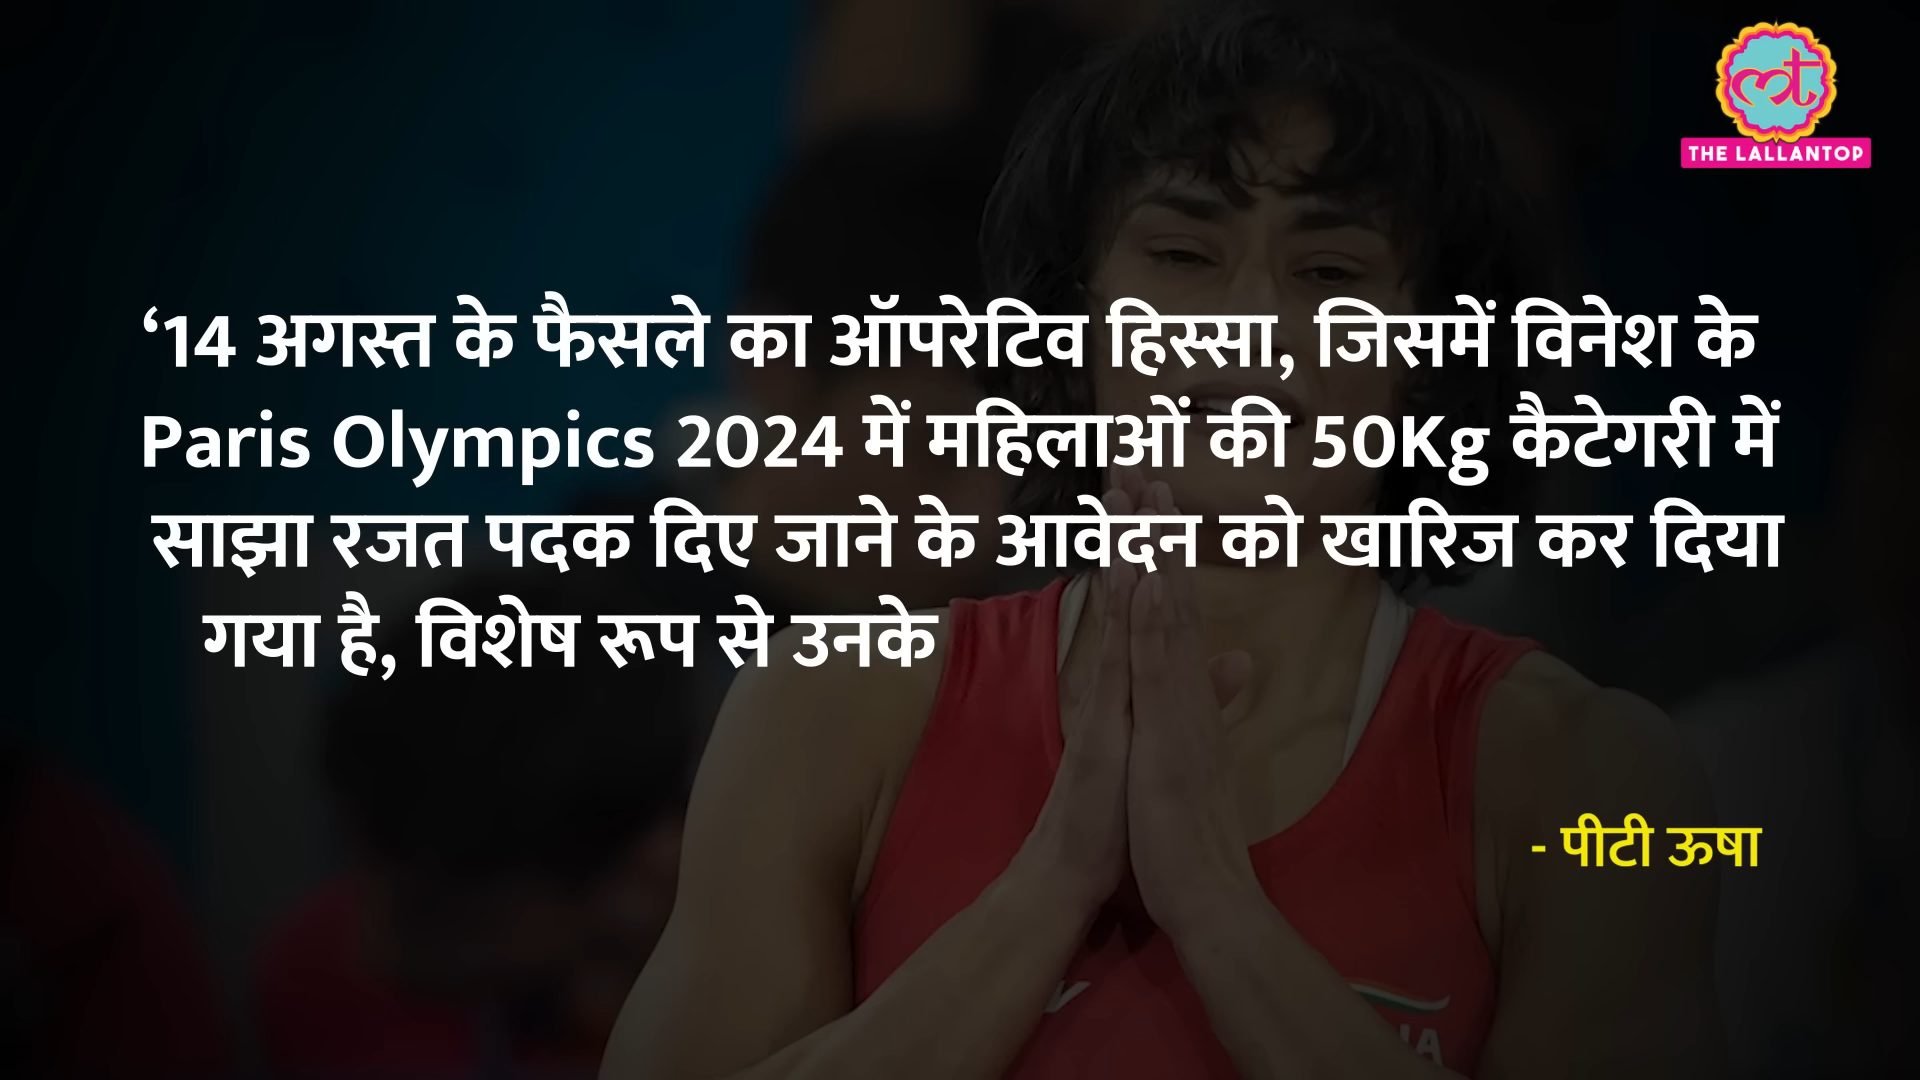 THE LALLANTOP
‘14 अगस्त के फैसले का ऑपरेटिव हिस्सा, जिसमें विनेश के
Paris Olympics 2024 में महिलाओं की 50Kg कैटेगरी में
साझा रजत पदक दिए जाने के आवेदन को खारिज कर दिया
गया है, विशेष रूप से उनके
- पीटी ऊषा